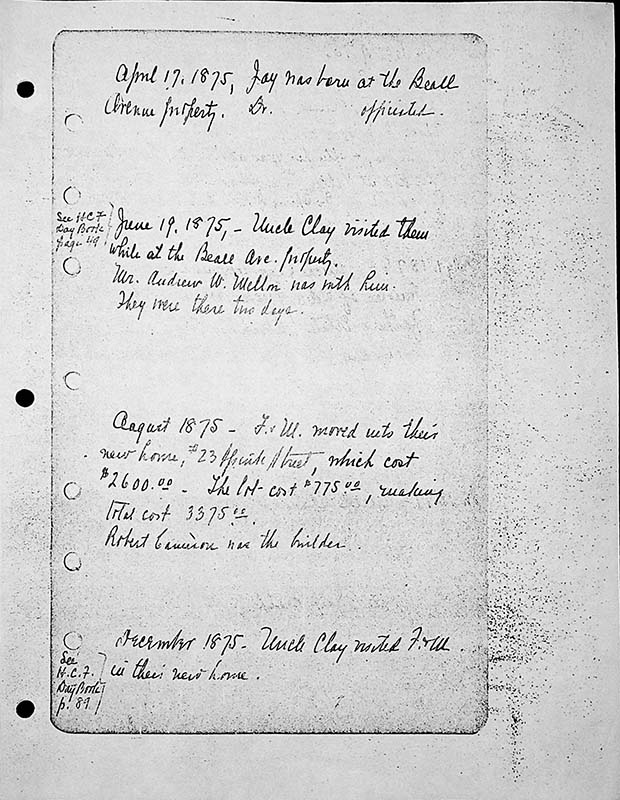 April 17. 1875, Jay was born at the Beall
Avenue property. Dr. officiated.
See H.C.F
Day Book
page 49
June 19. 1875, - Uncle Clay visited them
while at the Beall Ave. property.
Mr. Andrew W. Mellon was with him.
They were there two days.
August 1875 - F. & M. moved into their
new home, #23 Street, which cost
$2600.00 - The lot cost $775.00, making
total cost 3375.00.
Robert Cameron was the builder.
See
H.C.F.
Day Book
p. 89
December 1875 - Uncle Clay visited F. & M.
in their new home.